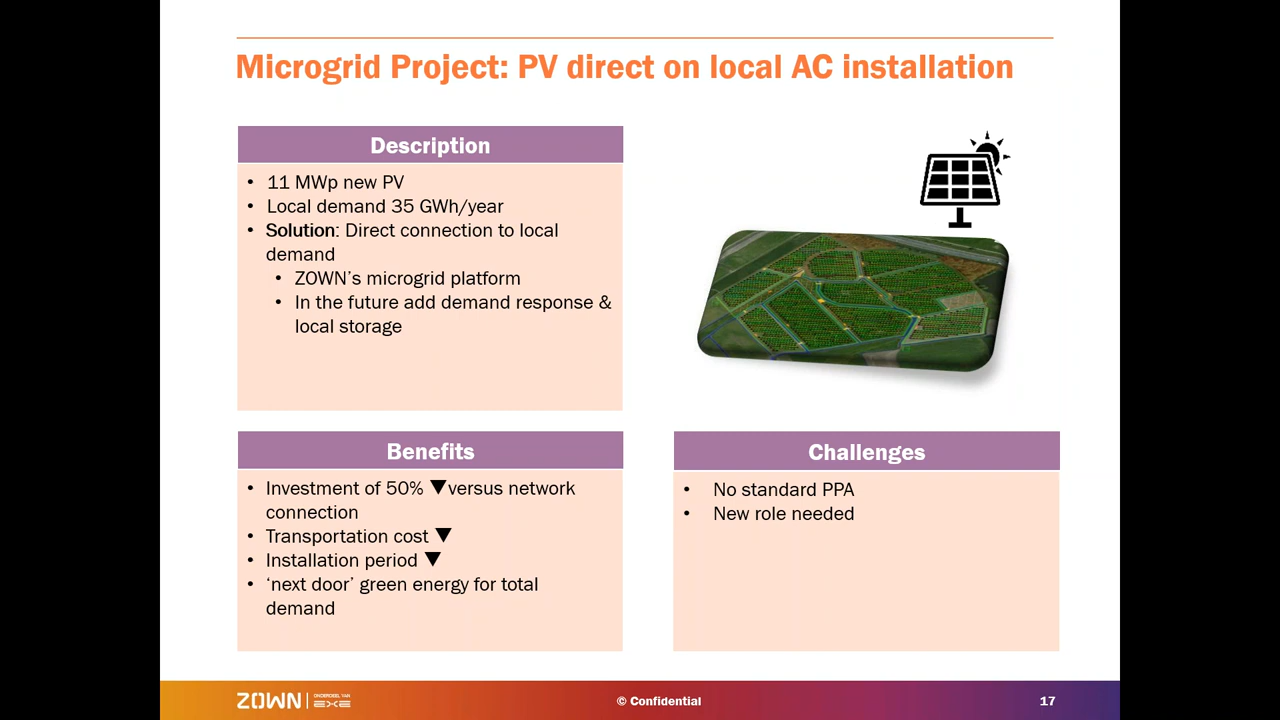 Microgrid Project: PV direct on local AC installation
Description
• 11 MWp new PV
• Local demand 35 GWh/year
• Solution: Direct connection to local
demand
• ZOWN’s microgrid platform
• In the future add demand response &
local storage
Benefits
• Investment of 50% ▼versus network
connection
• Transportation cost ▼
• Installation period ▼
• ‘next door’ green energy for total
demand
Challenges
• No standard PPA
• New role needed
ZOWN
ONDERDEEL VAN
EXE
© Confidential
17